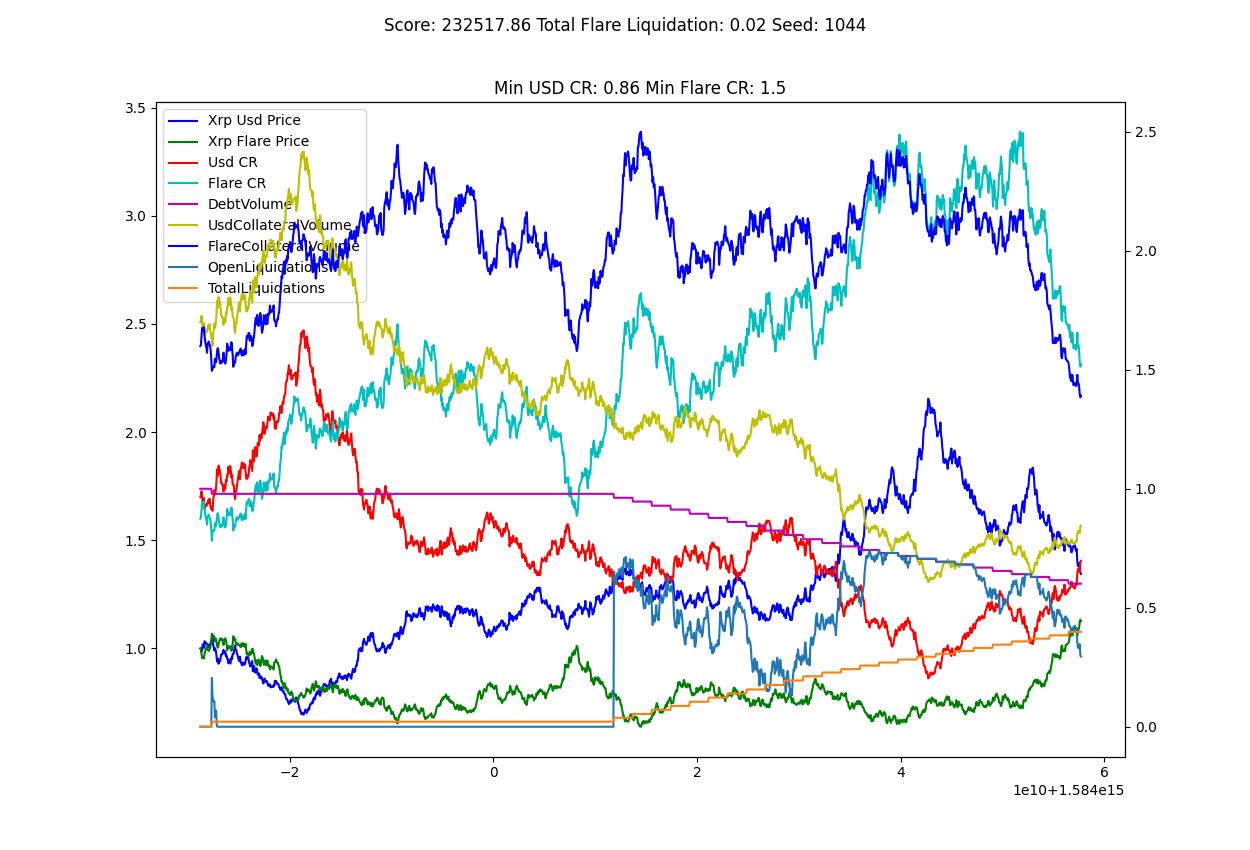 Score: 232517.86 Total Flare Liquidation: 0.02 Seed: 1044
Min USD CR: 0.86 Min Flare CR: 1.5
Xrp Usd Price
Xrp Flare Price
Usd CR
Flare CR
DebtVolume
UsdCollateralVolume
FlareCollateralVolume
OpenLiquidations
TotalLiquidations
3.5
3.0
2.5
2.0
1.5
1.0
2.5
2.0
1.5
1.0
0.5
0.0
−2 0 2 4 6
1e10+1.584e15